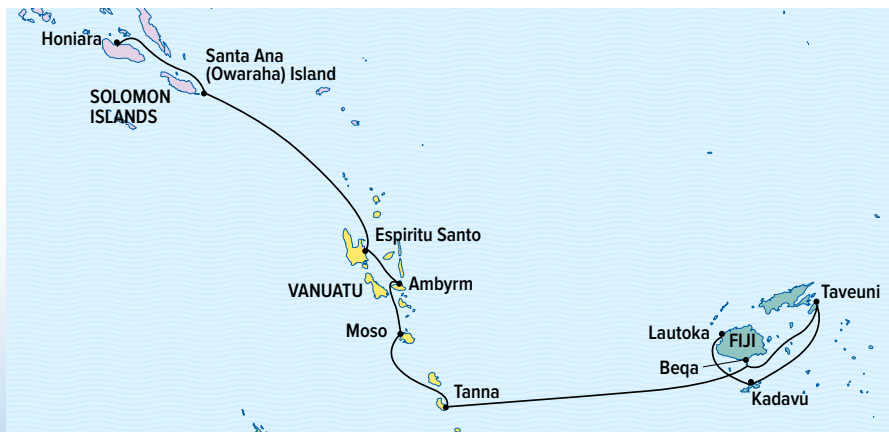 Honiara
Santa Ana
(Owaraha) Island
SOLOMON
ISLANDS
Espiritu Santo
VANUATU
Ambyrm
Moso
Tanna
Taveuni
Lautoka
FIJI
Beqa
Kadavu